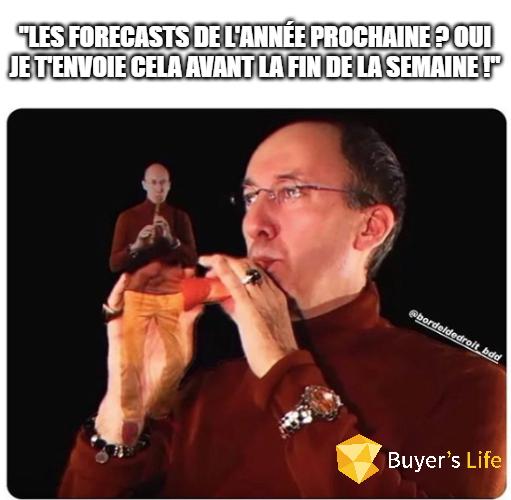 "LES FORECASTS DE L'ANNÉE PROCHAINE ? OUI
JE T'ENVOIE CELA AVANT LA FIN DE LA SEMAINE !"
@bordeldedroit_bdd
Buyer's Life